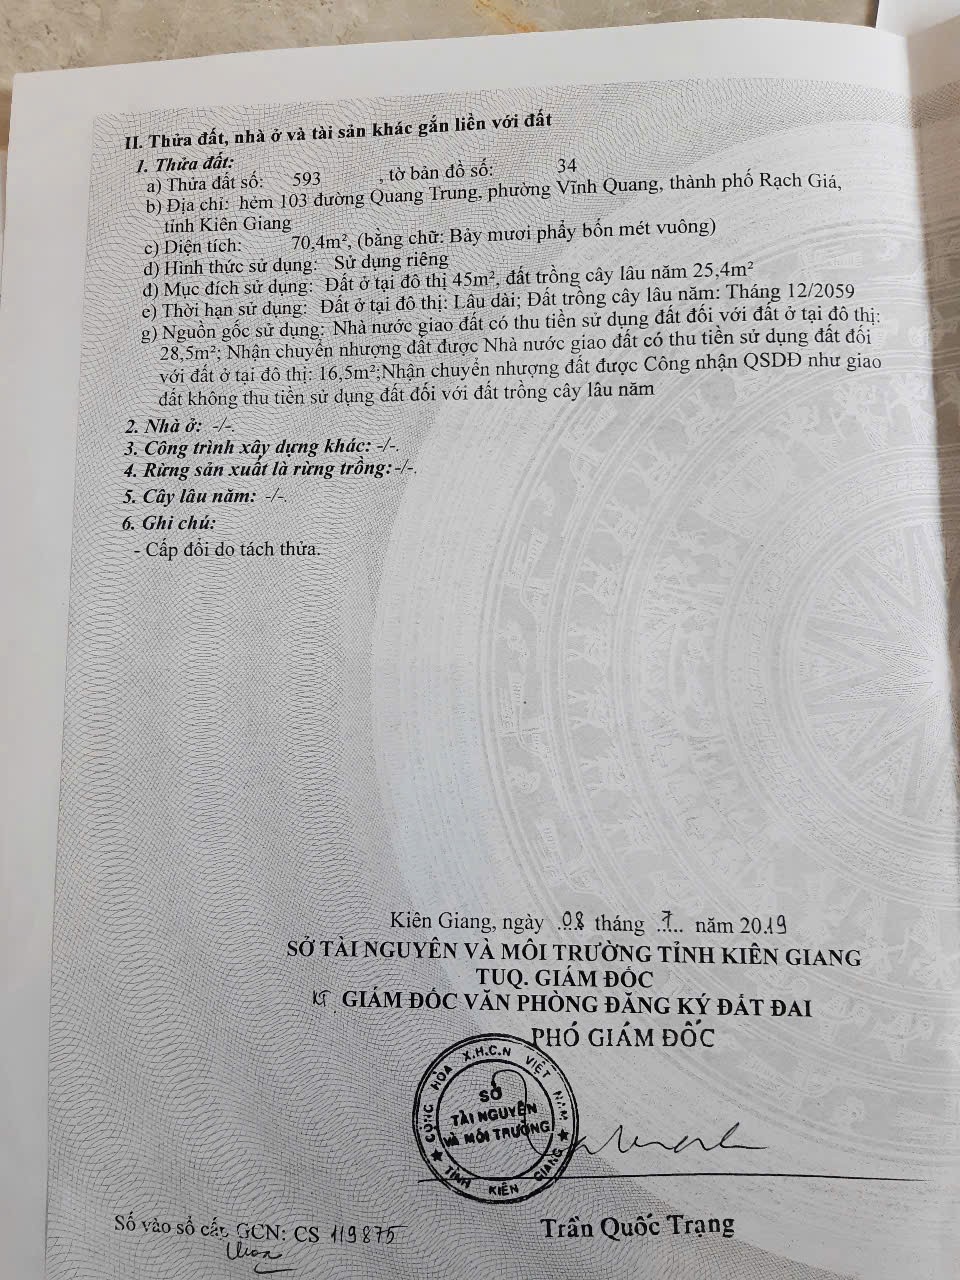 II. Thửa đất, nhà ở và tài sản khác gắn liền với đất
1. Thửa đất:
a) Thửa đất số: 593 , tờ bản đồ số: 34
b) Địa chỉ: hẻm 103 đường Quang Trung, phường Vĩnh Quang, thành phố Rạch Giá,
tỉnh Kiên Giang
c) Diện tích: 70,4m², (bằng chữ: Bảy mươi phẩy bốn mét vuông)
d) Hình thức sử dụng: Sử dụng riêng
đ) Mục đích sử dụng: Đất ở tại đô thị 45m², đất trồng cây lâu năm 25,4m²
e) Thời hạn sử dụng: Đất ở tại đô thị: Lâu dài; Đất trồng cây lâu năm: Tháng 12/2059
g) Nguồn gốc sử dụng: Nhà nước giao đất có thu tiền sử dụng đất đối với đất ở tại đô thị:
28,5m²; Nhận chuyển nhượng đất được Nhà nước giao đất có thu tiền sử dụng đất đối
với đất ở tại đô thị: 16,5m²;Nhận chuyển nhượng đất được Công nhận QSDĐ như giao
đất không thu tiền sử dụng đất đối với đất trồng cây lâu năm
2. Nhà ở: -/-.
3. Công trình xây dựng khác: -/-.
4. Rừng sản xuất là rừng trồng:-/-.
5. Cây lâu năm: -/-.
6. Ghi chú:
- Cấp đổi do tách thửa.
Kiên Giang, ngày 08 tháng 7 năm 2019
SỞ TÀI NGUYÊN VÀ MÔI TRƯỜNG TỈNH KIÊN GIANG
TUQ. GIÁM ĐỐC
KT GIÁM ĐỐC VĂN PHÒNG ĐĂNG KÝ ĐẤT ĐAI
PHÓ GIÁM ĐỐC
CỘNG HÒA X.H.C.N VIỆT NAM
SỞ
TÀI NGUYÊN
VÀ MÔI TRƯỜNG
TỈNH KIÊN GIANG
Trần Quốc Trạng
Số vào sổ cấp GCN: CS 119875